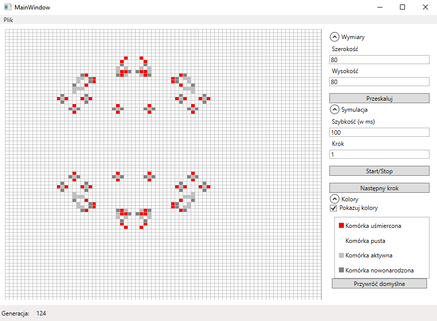 MainWindow
Plik
Wymiary
Szerokość
80
Wysokość
80
Przeskaluj
Symulacja
Szybkość (w ms)
100
Krok
1
Start/Stop
Następny krok
Kolory
Pokazuj kolory
Komórka uśmiercona
Komórka pusta
Komórka aktywna
Komórka nowonarodzona
Przywróć domyślne
Generacja: 124